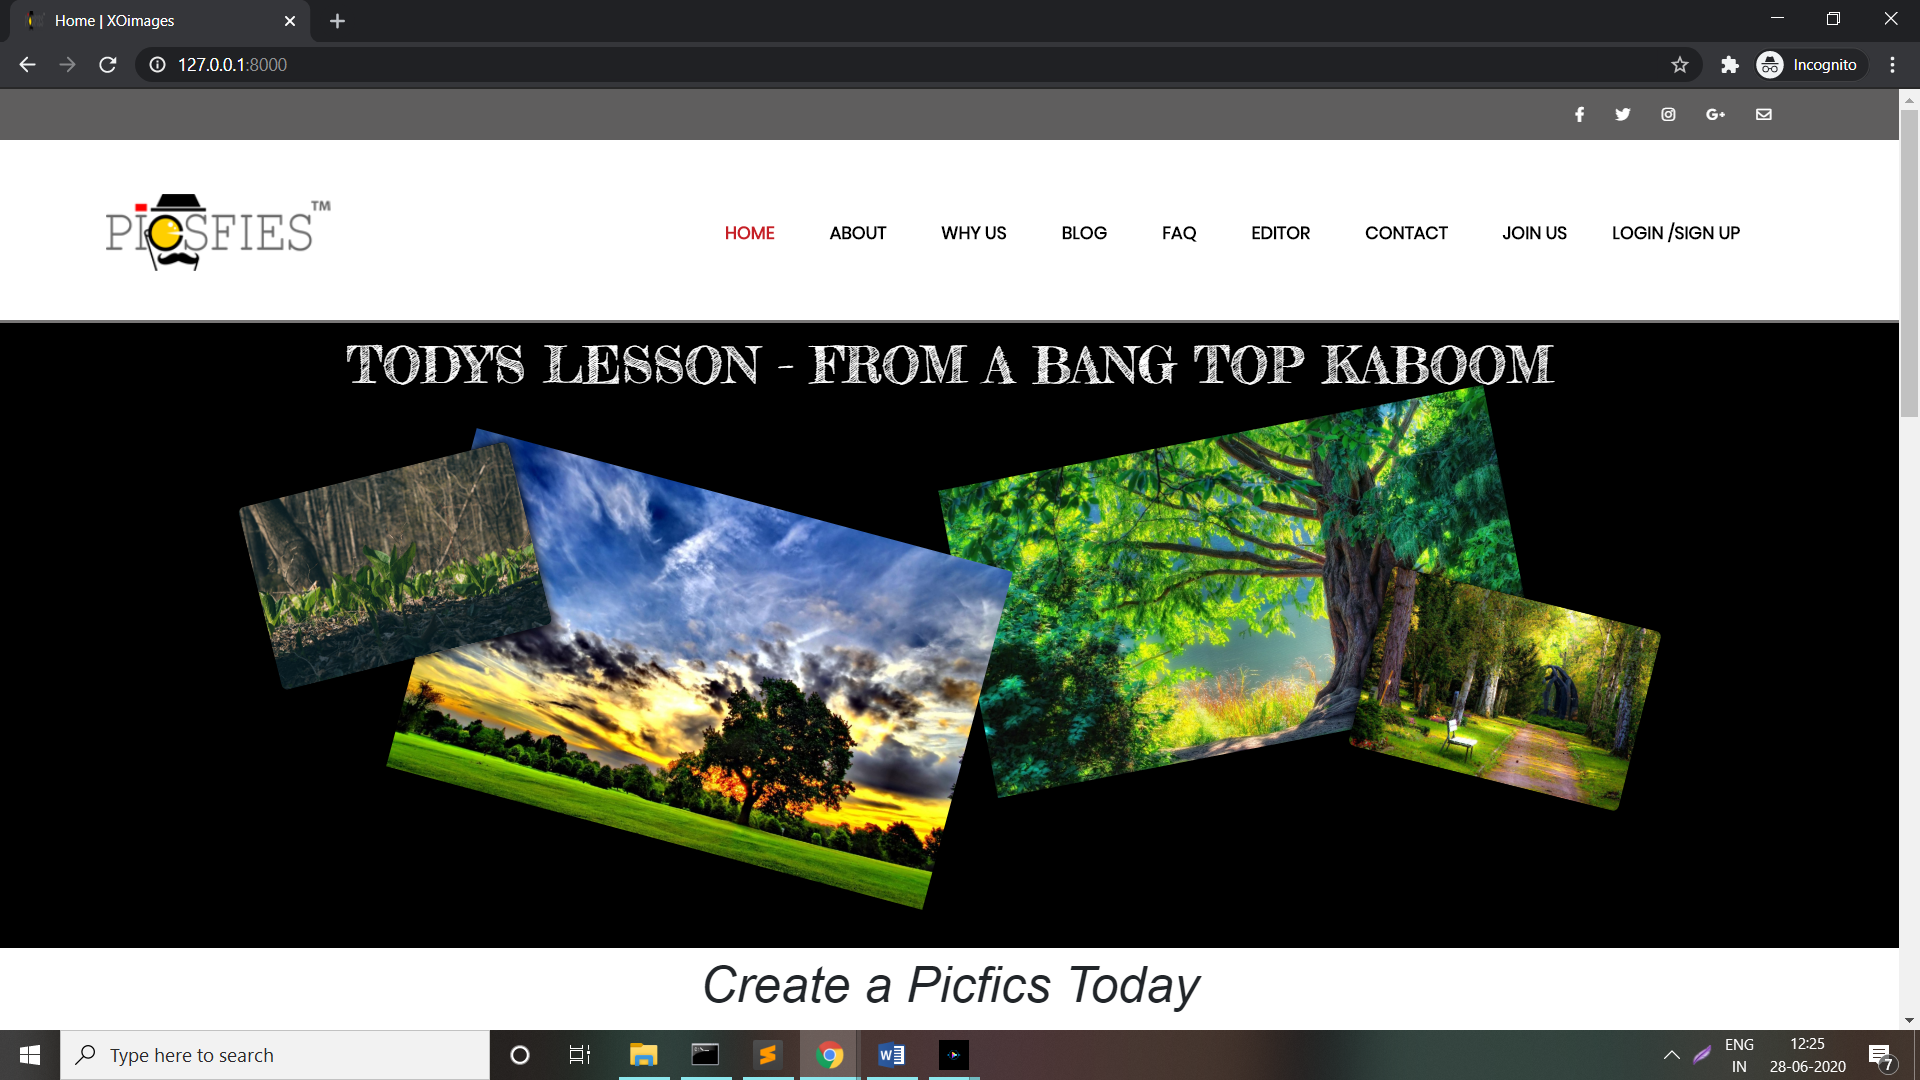 Home | XOimages
127.0.0.1:8000
Incognito
PICSFIES™
HOME ABOUT WHY US BLOG FAQ EDITOR CONTACT JOIN US LOGIN /SIGN UP
TODYS LESSON - FROM A BANG TOP KABOOM
Create a Picfics Today
Type here to search
ENG
IN
12:25
28-06-2020
7